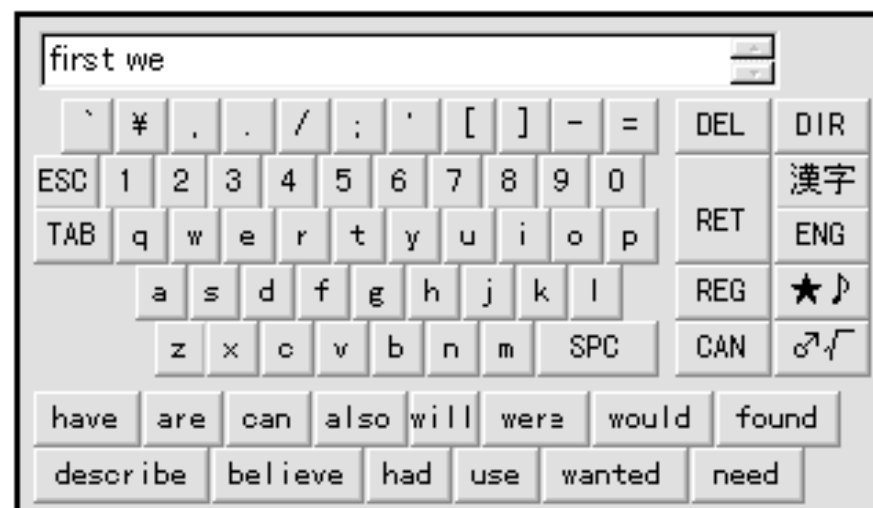 first we
` ¥ , . / ; ' [ ] - = DEL DIR
ESC 1 2 3 4 5 6 7 8 9 0 漢字
TAB q w e r t y u i o p RET ENG
a s d f g h j k l REG ★♪
z x c v b n m SPC CAN ♂√
have are can also will were would found
describe believe had use wanted need